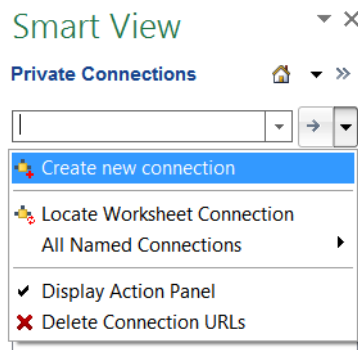 Smart View
Private Connections
Create new connection
Locate Worksheet Connection
All Named Connections
Display Action Panel
Delete Connection URLs